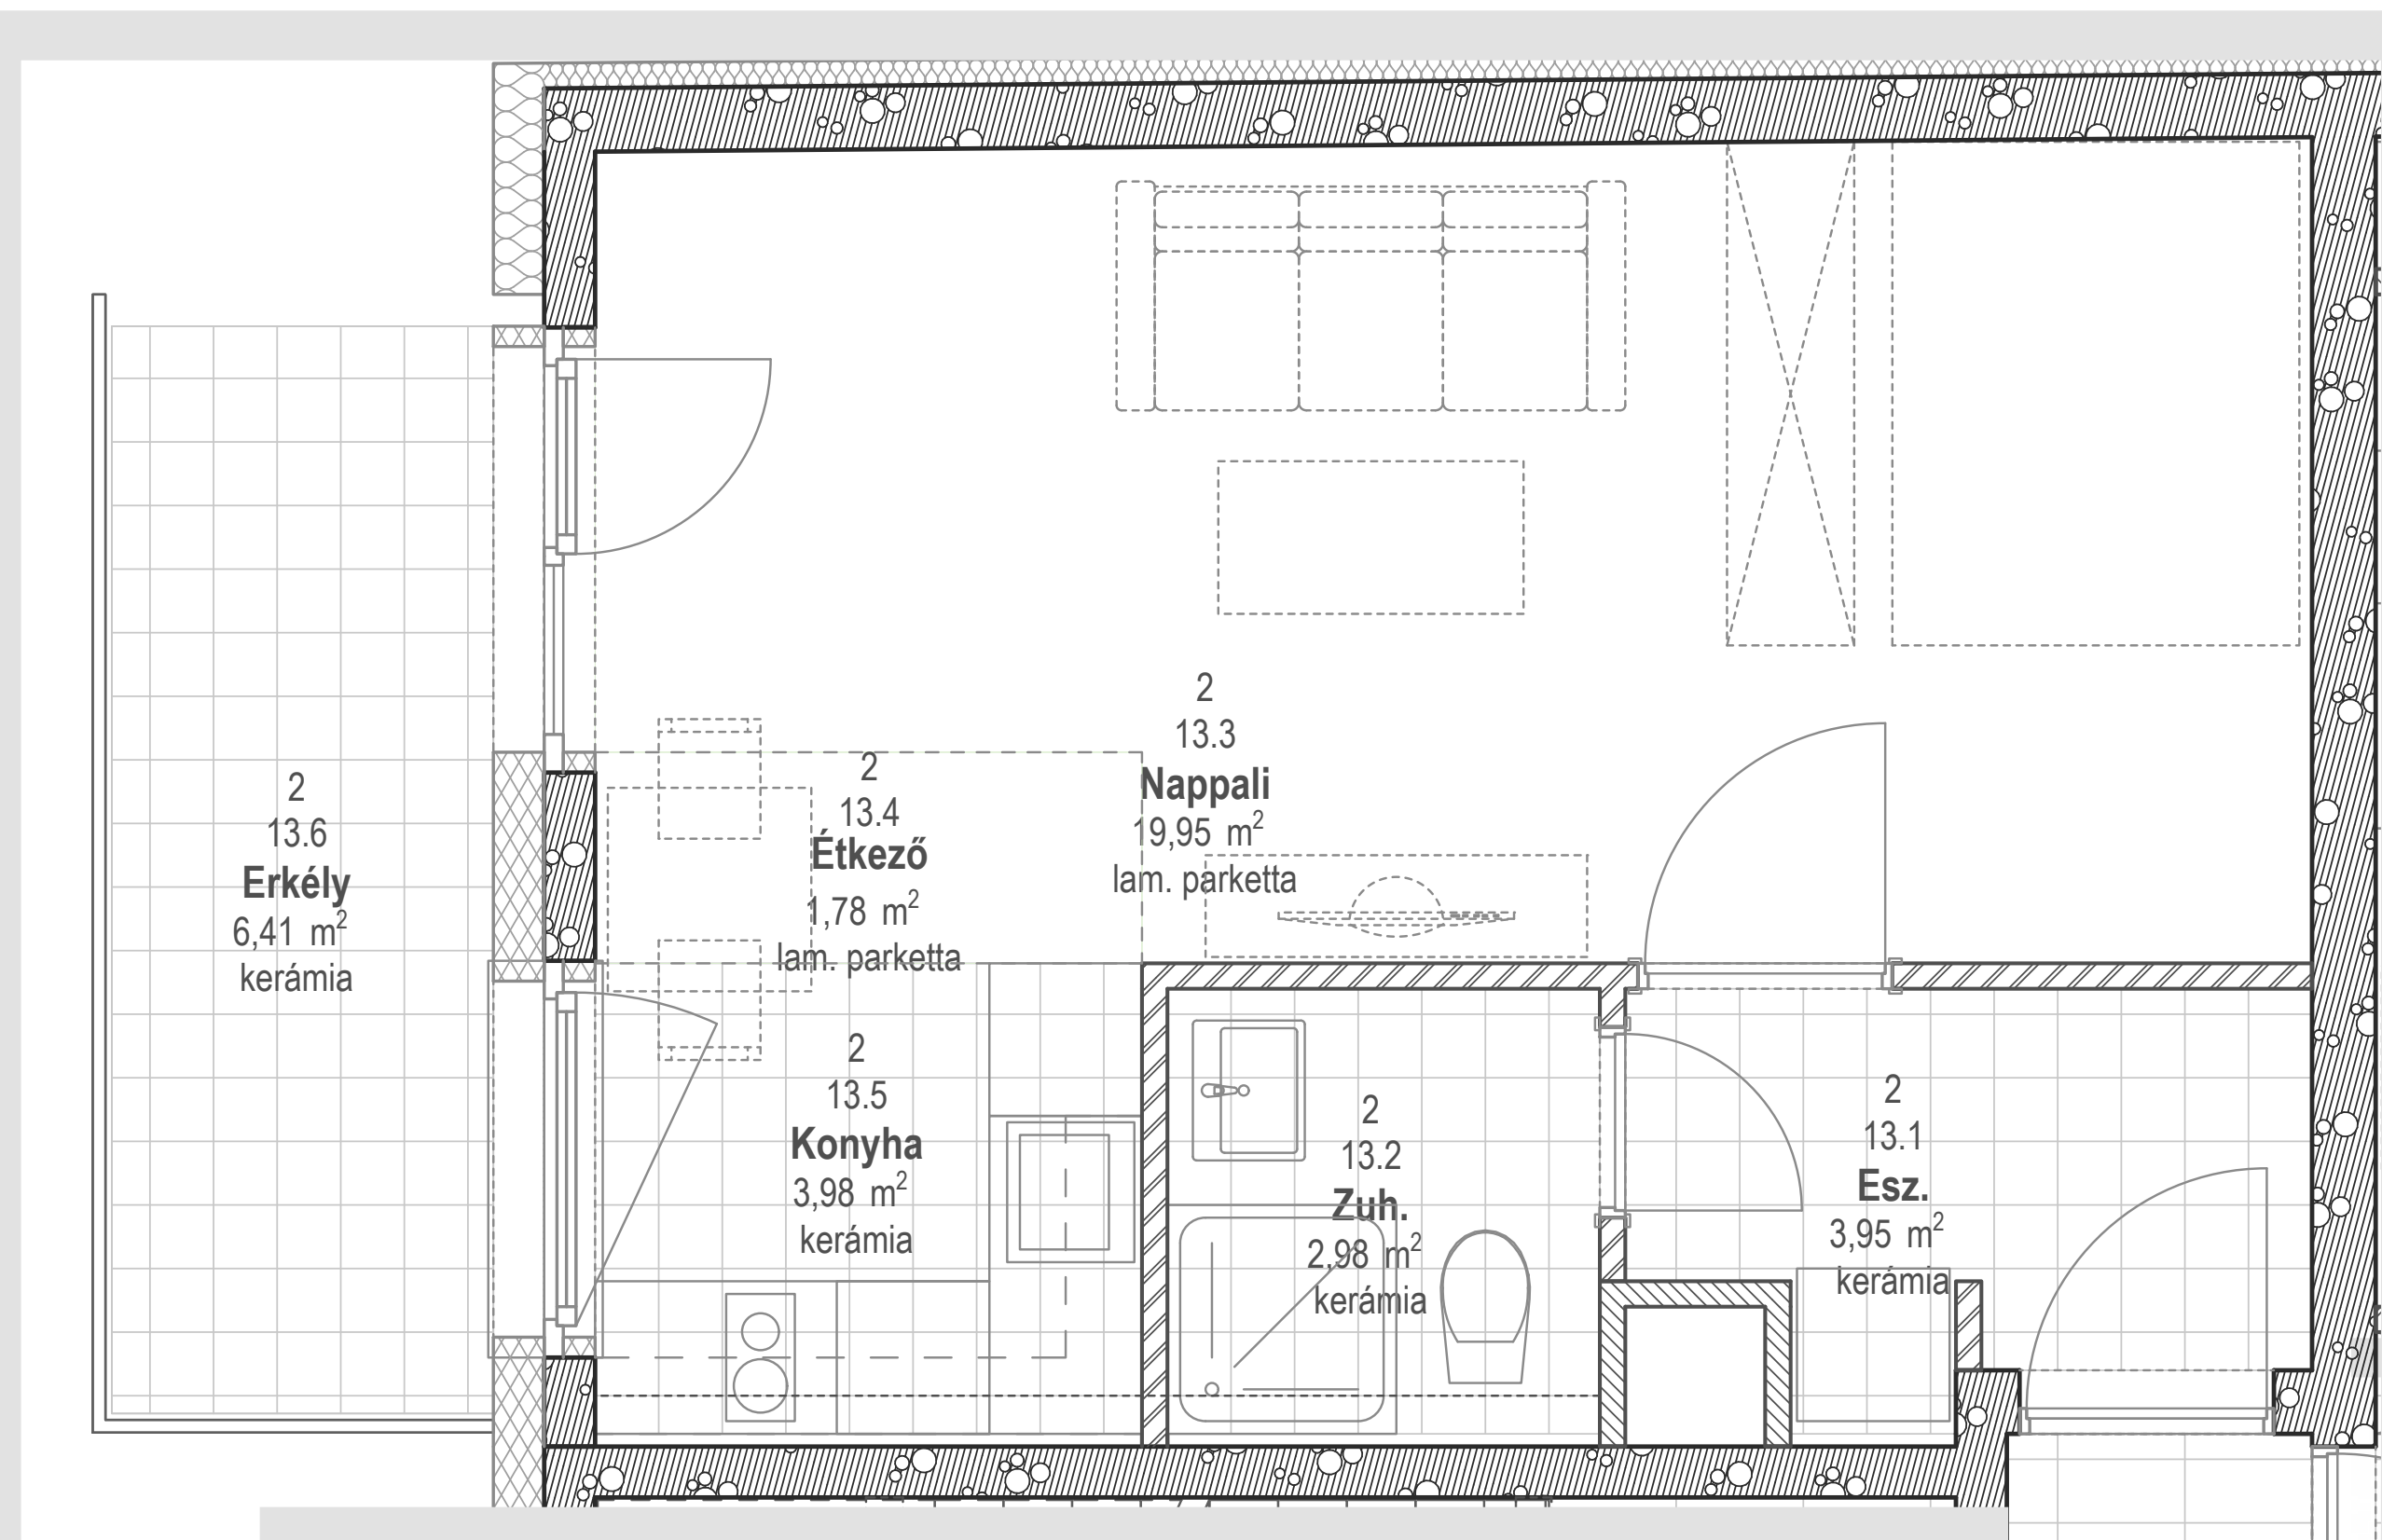 2
13.3
Nappali
19,95 m²
lam. parketta
2
13.4
Étkező
1,78 m²
lam. parketta
2
13.6
Erkély
6,41 m²
kerámia
2
13.5
Konyha
3,98 m²
kerámia
2
13.2
Zuh.
2,98 m²
kerámia
2
13.1
Esz.
3,95 m²
kerámia